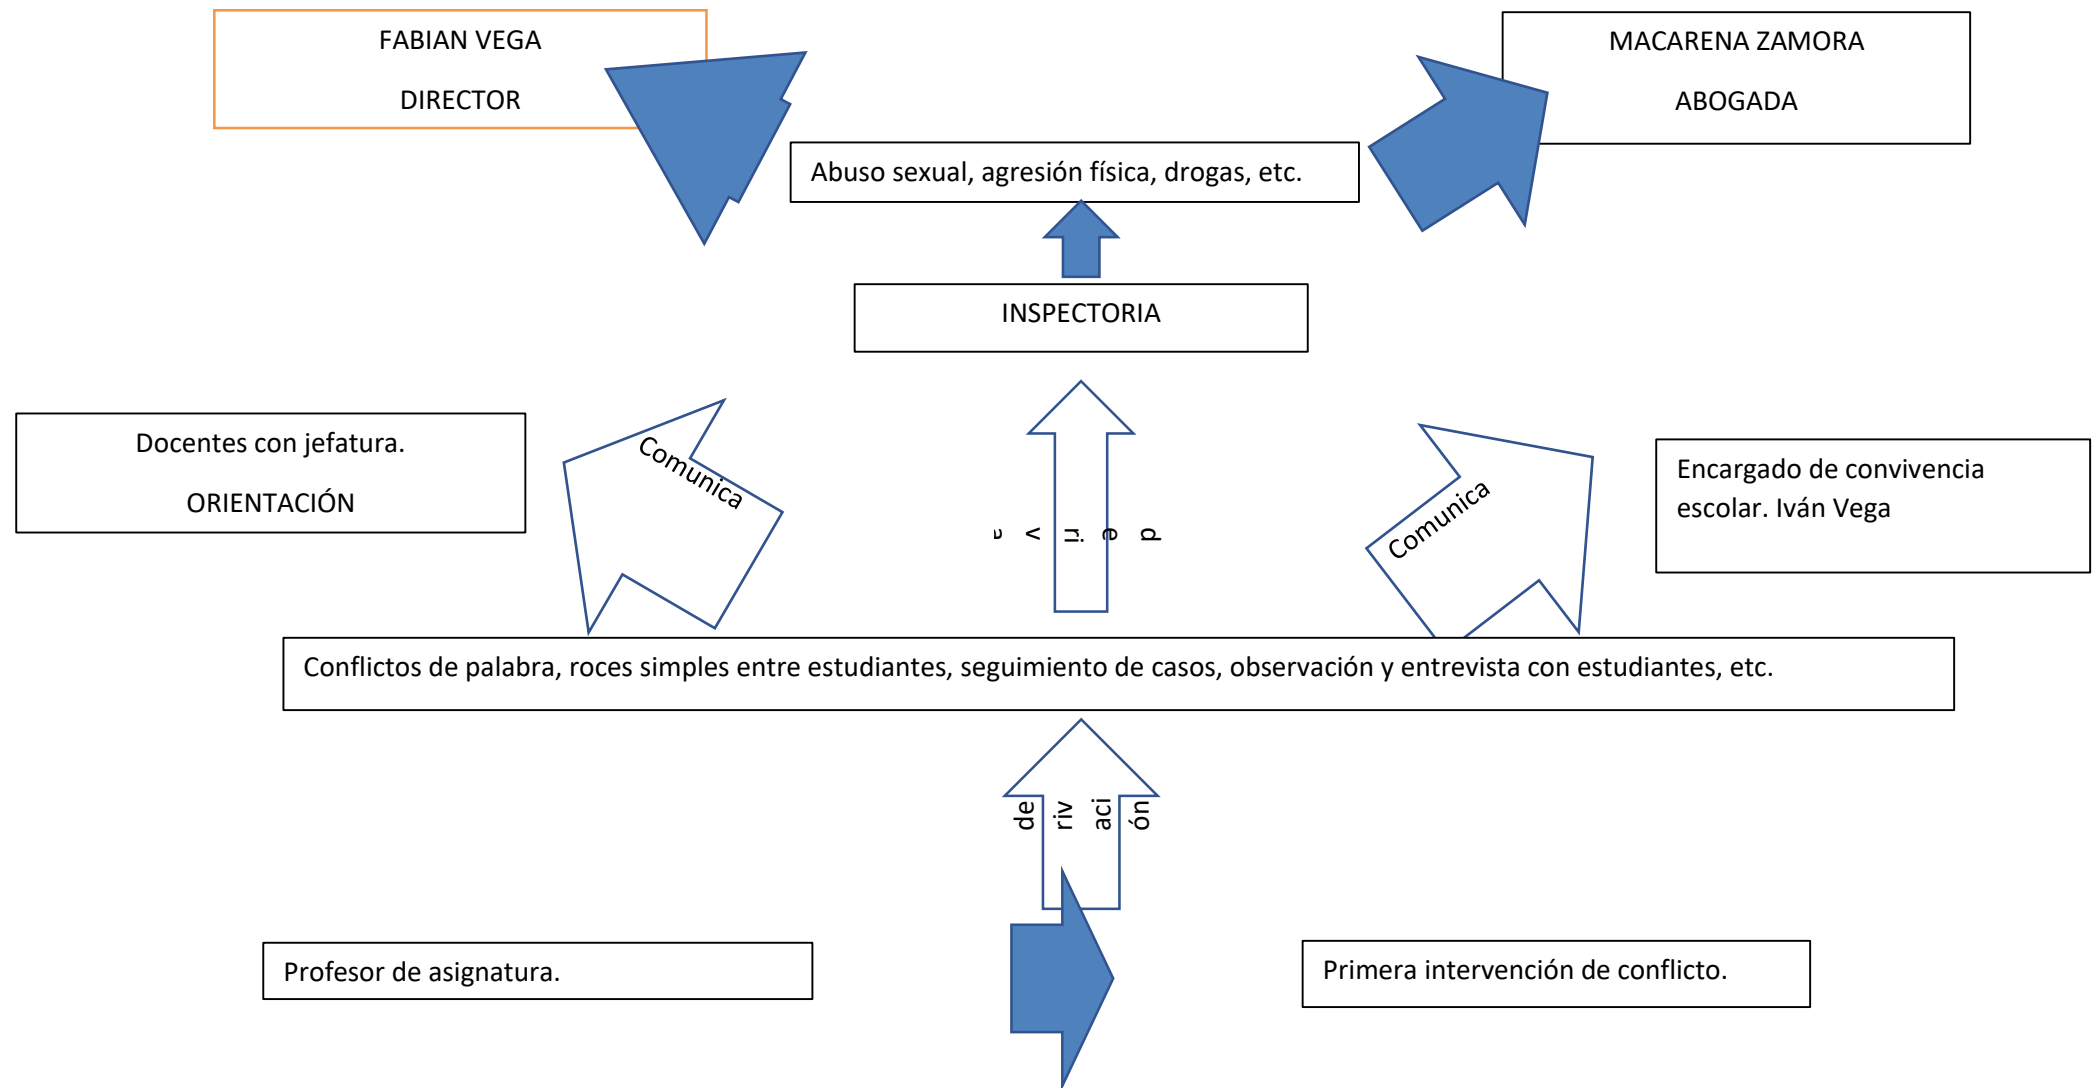 FABIAN VEGA
DIRECTOR
MACARENA ZAMORA
ABOGADA
Abuso sexual, agresión física, drogas, etc.
INSPECTORIA
Docentes con jefatura.
ORIENTACIÓN
Comunica
deriva
Comunica
Encargado de convivencia
escolar. Iván Vega
Conflictos de palabra, roces simples entre estudiantes, seguimiento de casos, observación y entrevista con estudiantes, etc.
de
riv
aci
ón
Profesor de asignatura.
Primera intervención de conflicto.